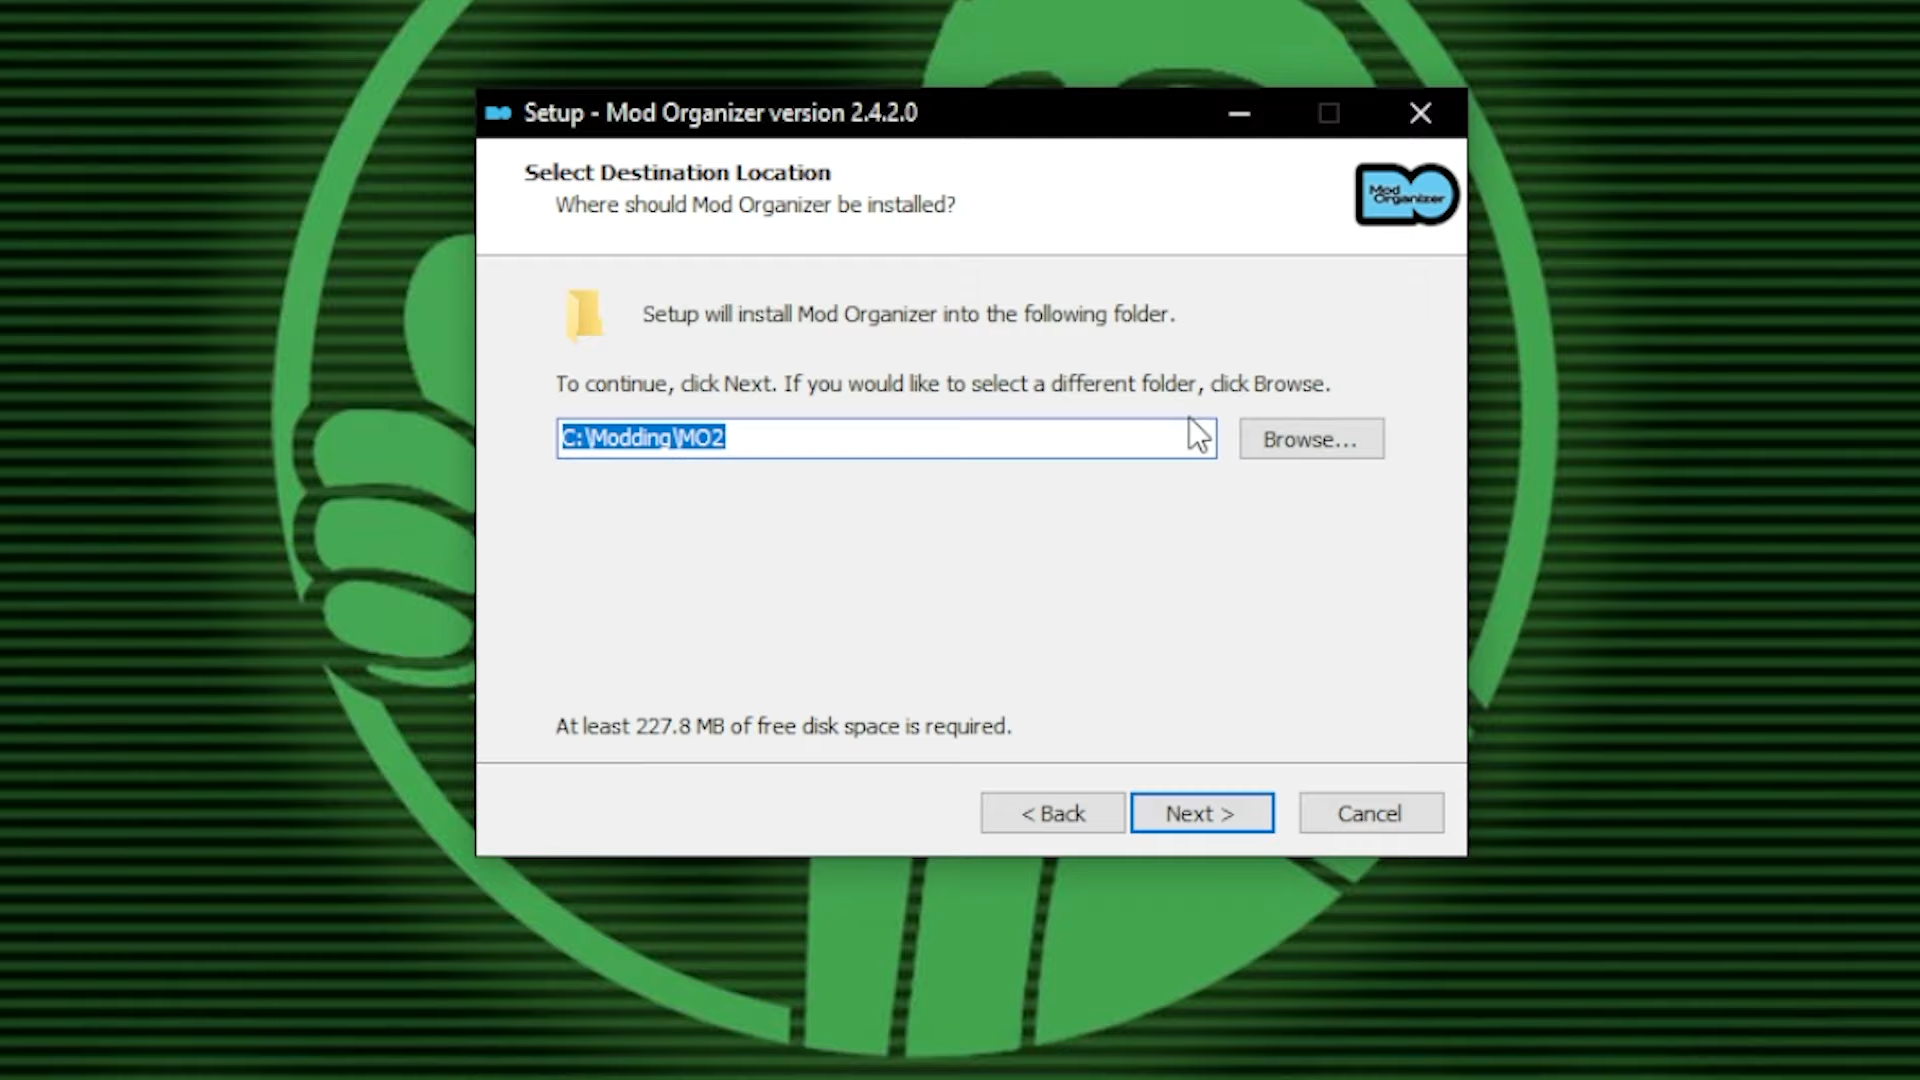 Setup - Mod Organizer version 2.4.2.0
Select Destination Location
Where should Mod Organizer be installed?
Mod
Organizer
Setup will install Mod Organizer into the following folder.
To continue, click Next. If you would like to select a different folder, click Browse.
C:\Modding\MO2
Browse...
At least 227.8 MB of free disk space is required.
< Back
Next >
Cancel